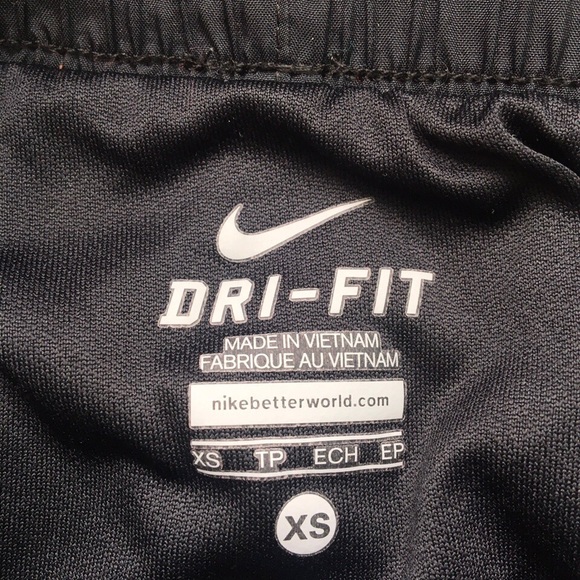 DRI-FIT
MADE IN VIETNAM
FABRIQUE AU VIETNAM
nikebetterworld.com
XS TP ECH EP
XS